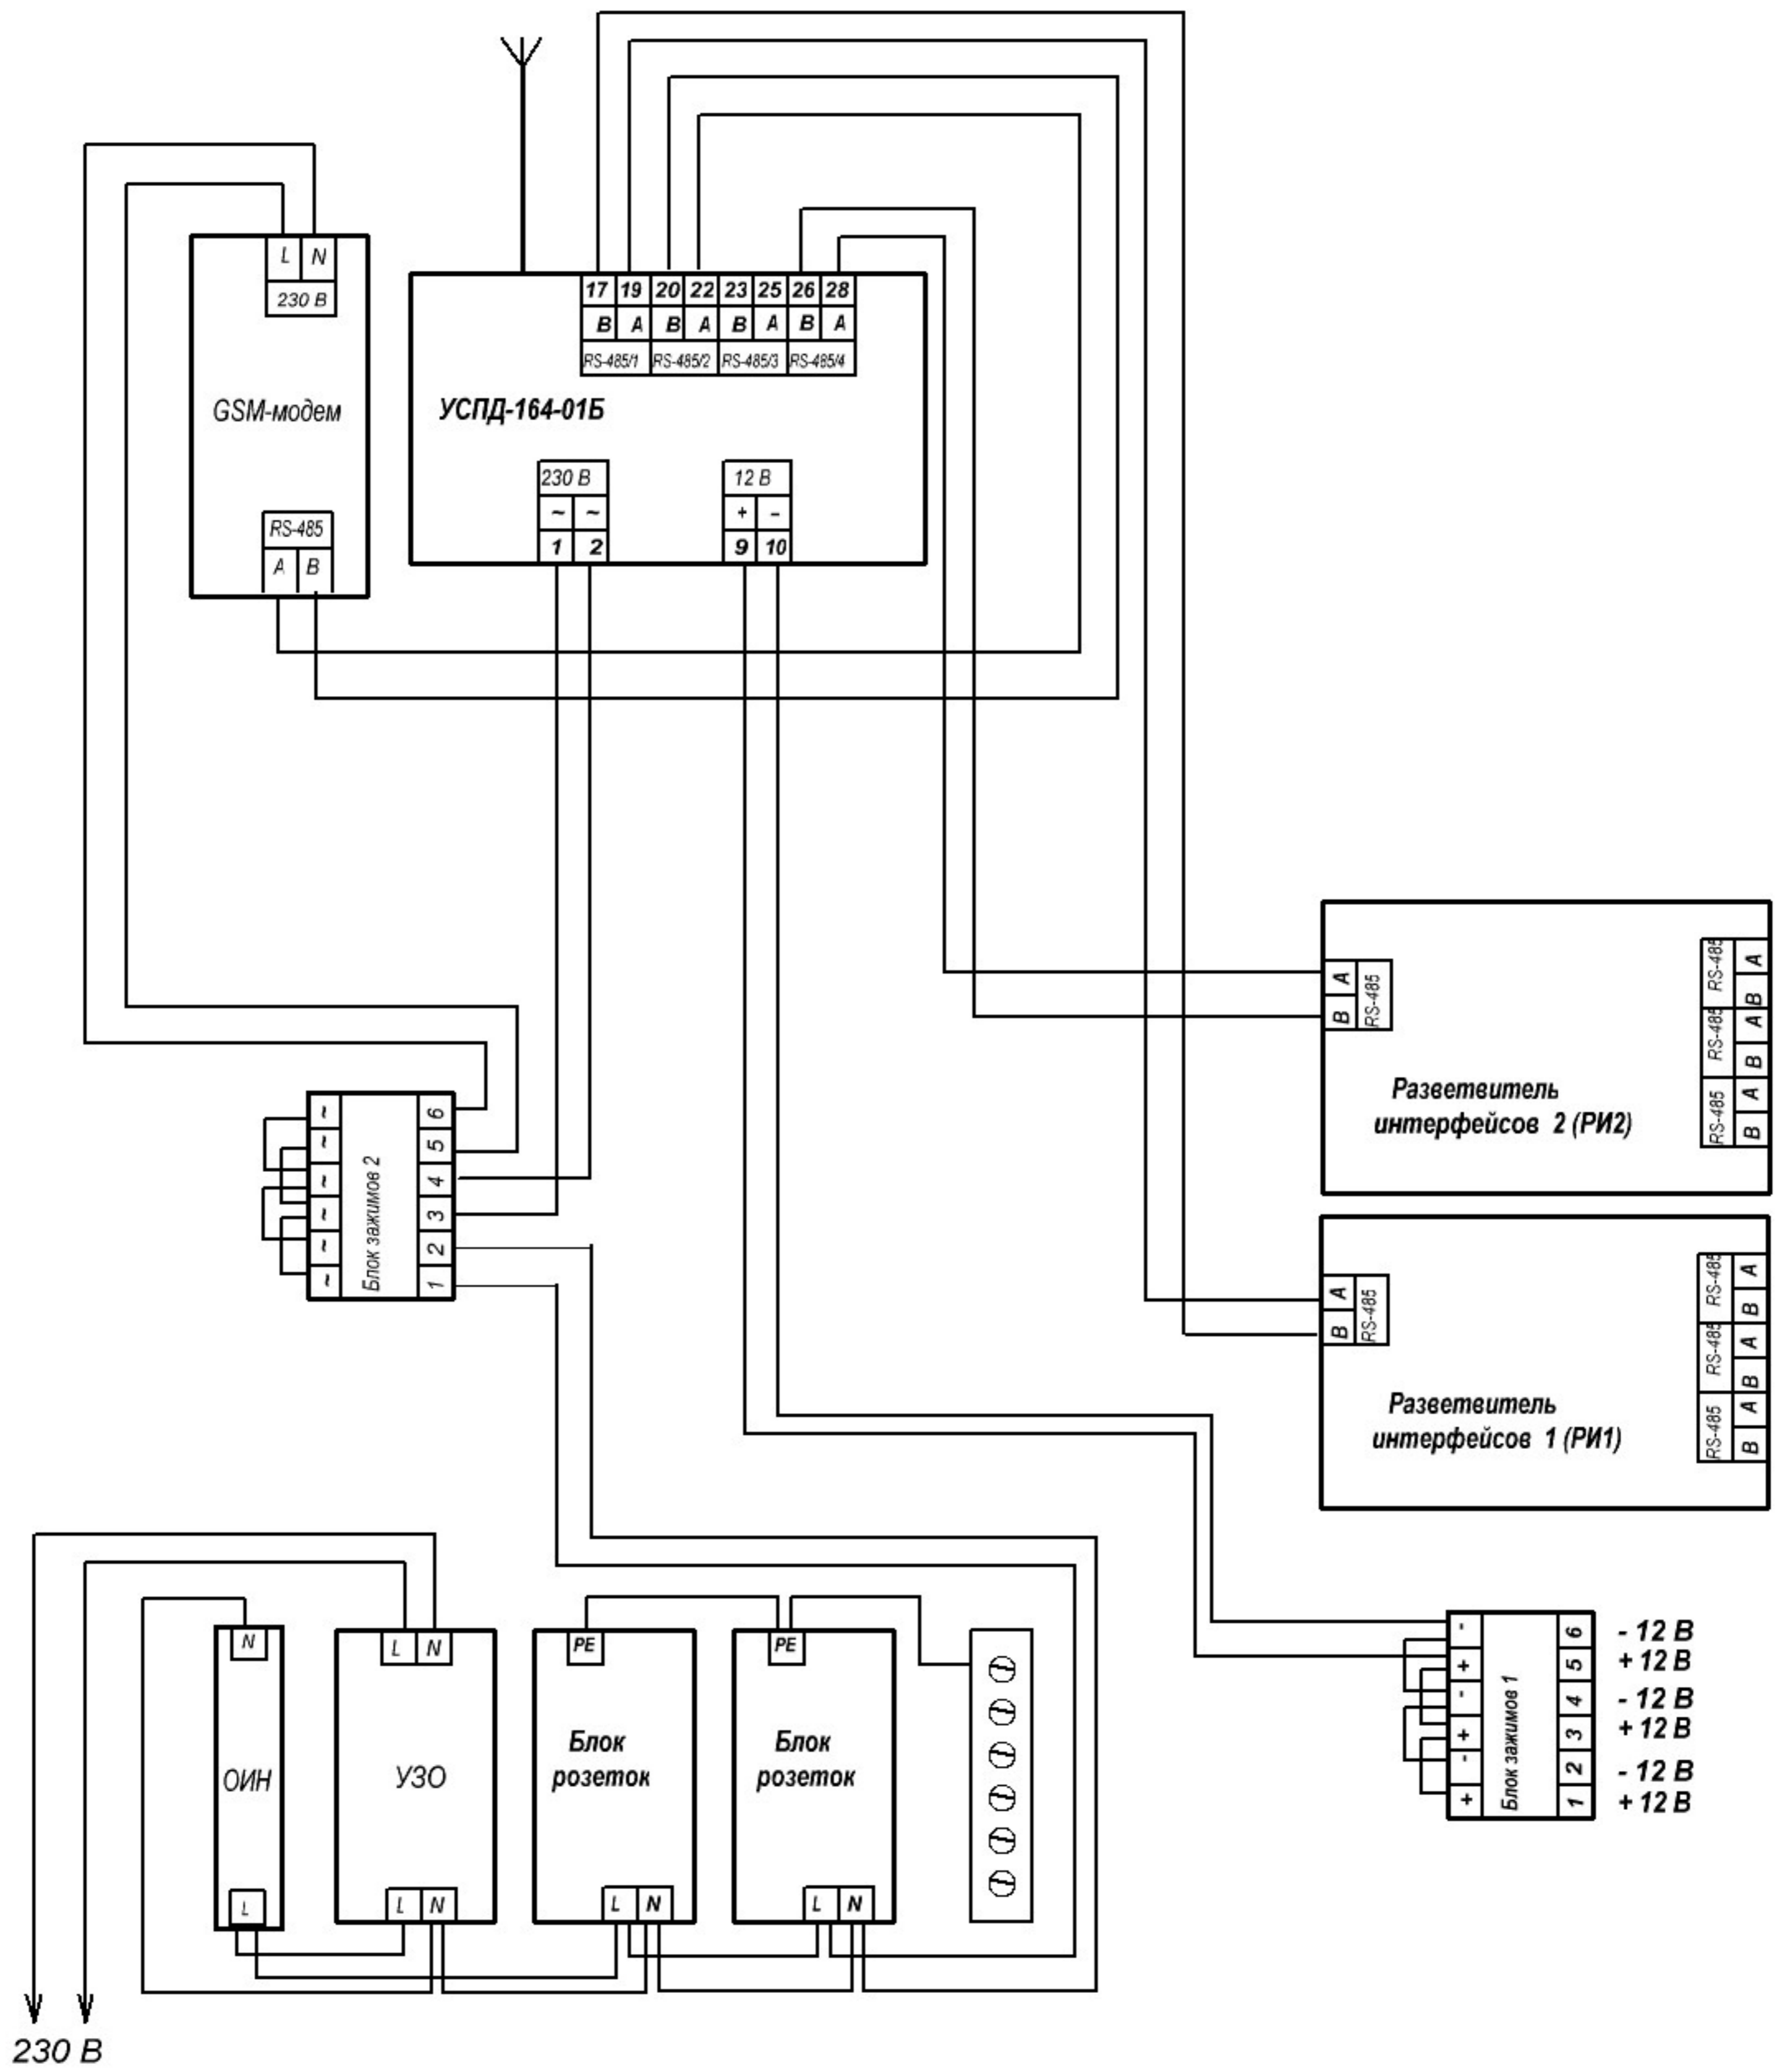 L N
230 В
GSM-модем
RS-485
A B
17 19 20 22 23 25 26 28
B A B A B A B A
RS-485/1 RS-485/2 RS-485/3 RS-485/4
УСПД-164-01Б
230 В 12 В
~ ~ + -
1 2 9 10
A
B
RS-485
Разветвитель
интерфейсов 2 (РИ2)
RS-485 A
B
RS-485 A
B
RS-485 A
B
~ 6
~ 5
~ 4
~ 3
~ 2
~ 1
Блок зажимов 2
A
B
RS-485
Разветвитель
интерфейсов 1 (РИ1)
RS-485 A
B
RS-485 A
B
RS-485 A
B
N
ОИН
L
L N
УЗО
L N
PE
Блок
розеток
L N
PE
Блок
розеток
L N
Блок зажимов 1
- 6 - 12 В
+ 5 + 12 В
- 4 - 12 В
+ 3 + 12 В
- 2 - 12 В
+ 1 + 12 В
230 В